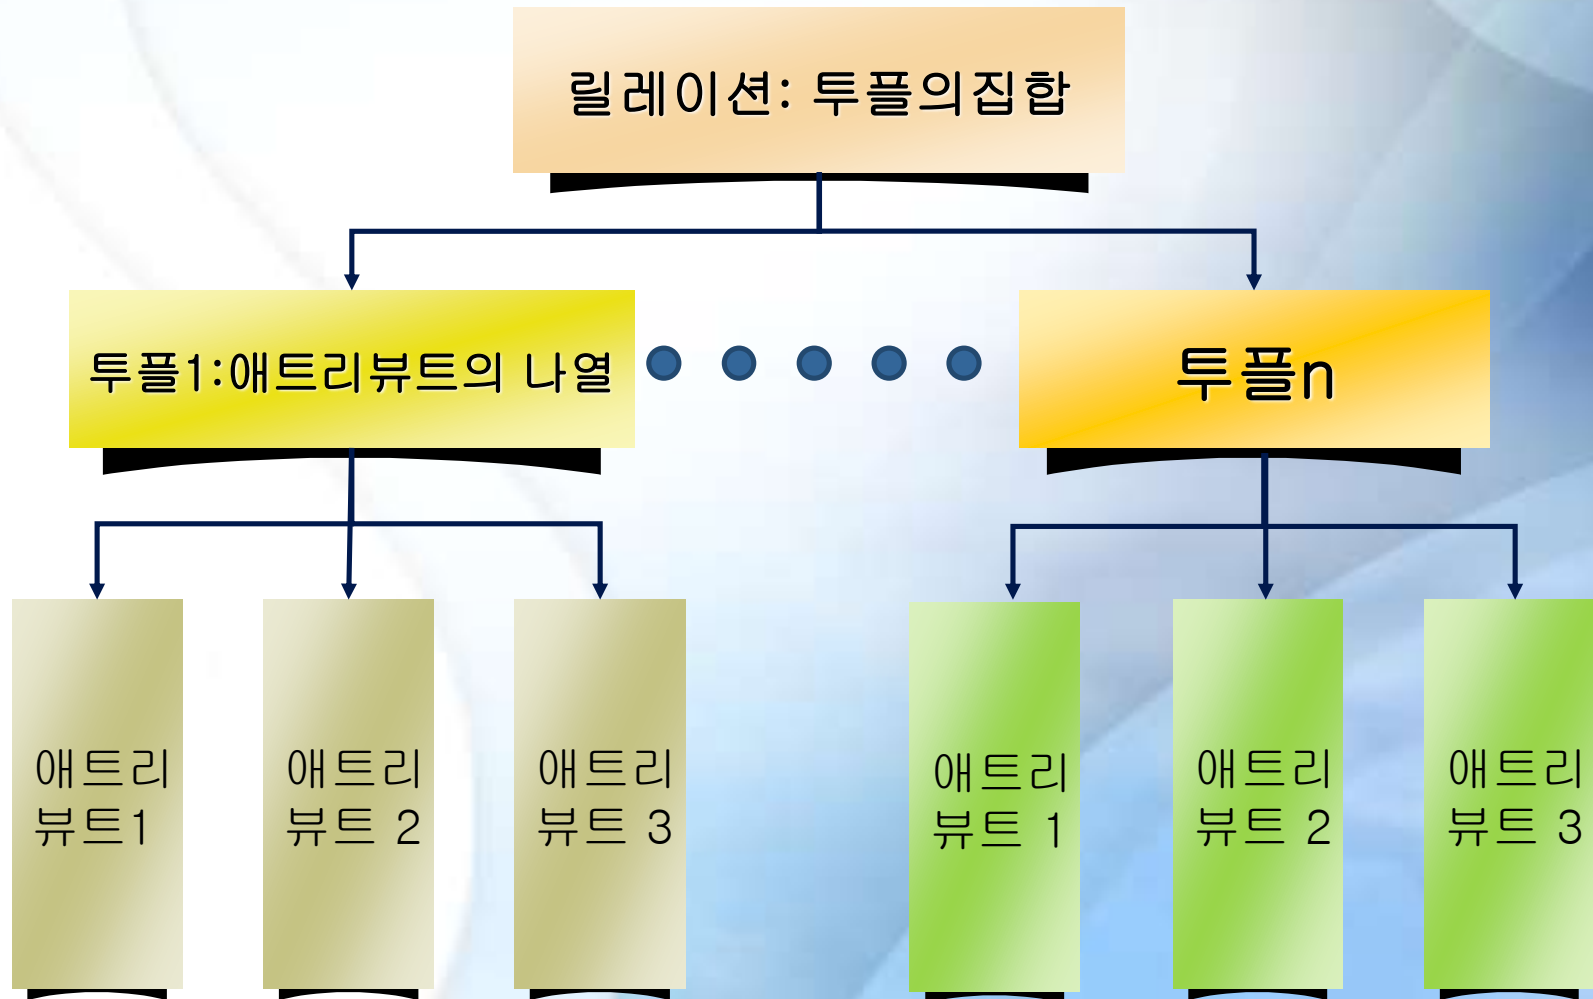 릴레이션: 투플의집합
투플1:애트리뷰트의 나열
투플n
애트리
뷰트1
애트리
뷰트 2
애트리
뷰트 3
애트리
뷰트 1
애트리
뷰트 2
애트리
뷰트 3